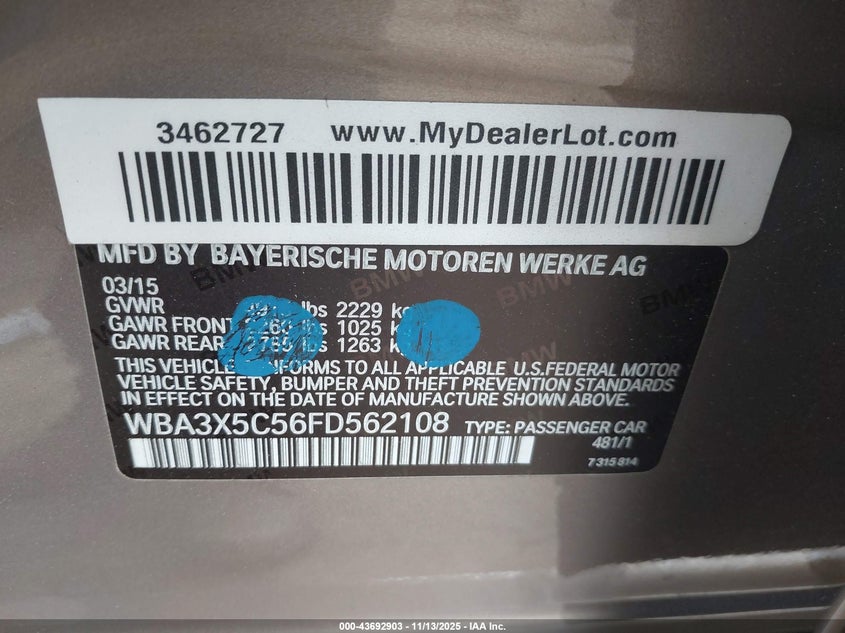 3462727 www.MyDealerLot.com
MFD BY BAYERISCHE MOTOREN WERKE AG
03/15
GVWR lbs 2229 kg
GAWR FRONT lbs 1025
GAWR REAR lbs 1263
THIS VEHICLE CONFORMS TO ALL APPLICABLE U.S.FEDERAL MOTOR
VEHICLE SAFETY, BUMPER AND THEFT PREVENTION STANDARDS
IN EFFECT ON THE DATE OF MANUFACTURE SHOWN ABOVE.
WBA3X5C56FD562108 TYPE: PASSENGER CAR
481/1
7 315 814
000-43692903 - 11/13/2025 - IAA Inc.